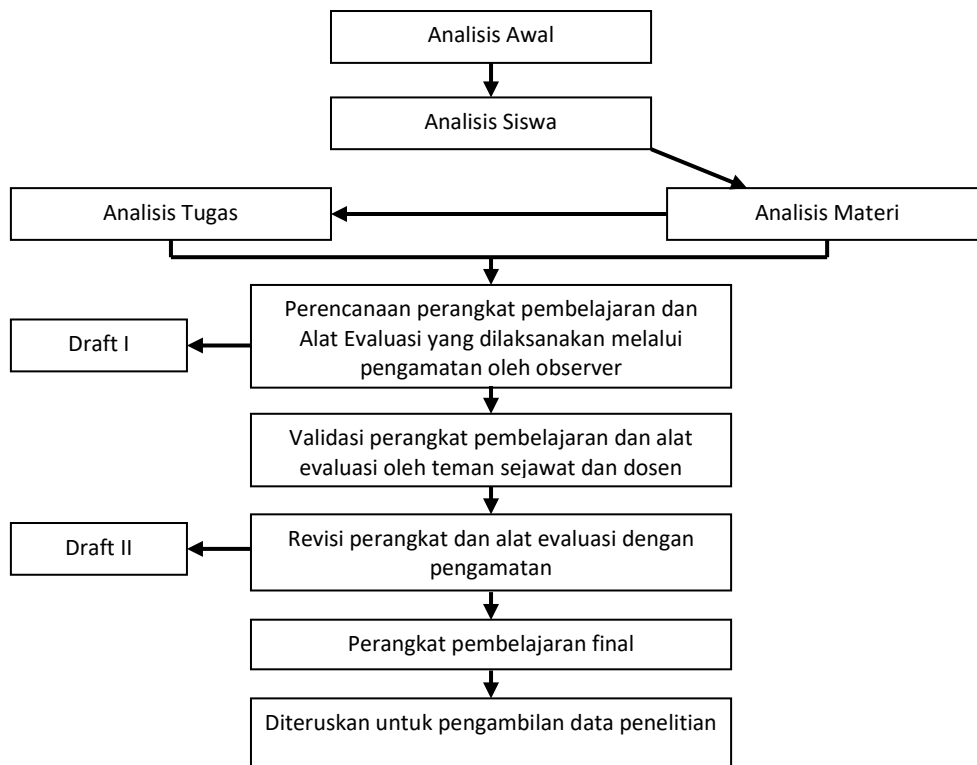 Analisis Awal
Analisis Siswa
Analisis Tugas
Analisis Materi
Perencanaan perangkat pembelajaran dan
Alat Evaluasi yang dilaksanakan melalui
pengamatan oleh observer
Draft I
Validasi perangkat pembelajaran dan alat
evaluasi oleh teman sejawat dan dosen
Draft II
Revisi perangkat dan alat evaluasi dengan
pengamatan
Perangkat pembelajaran final
Diteruskan untuk pengambilan data penelitian